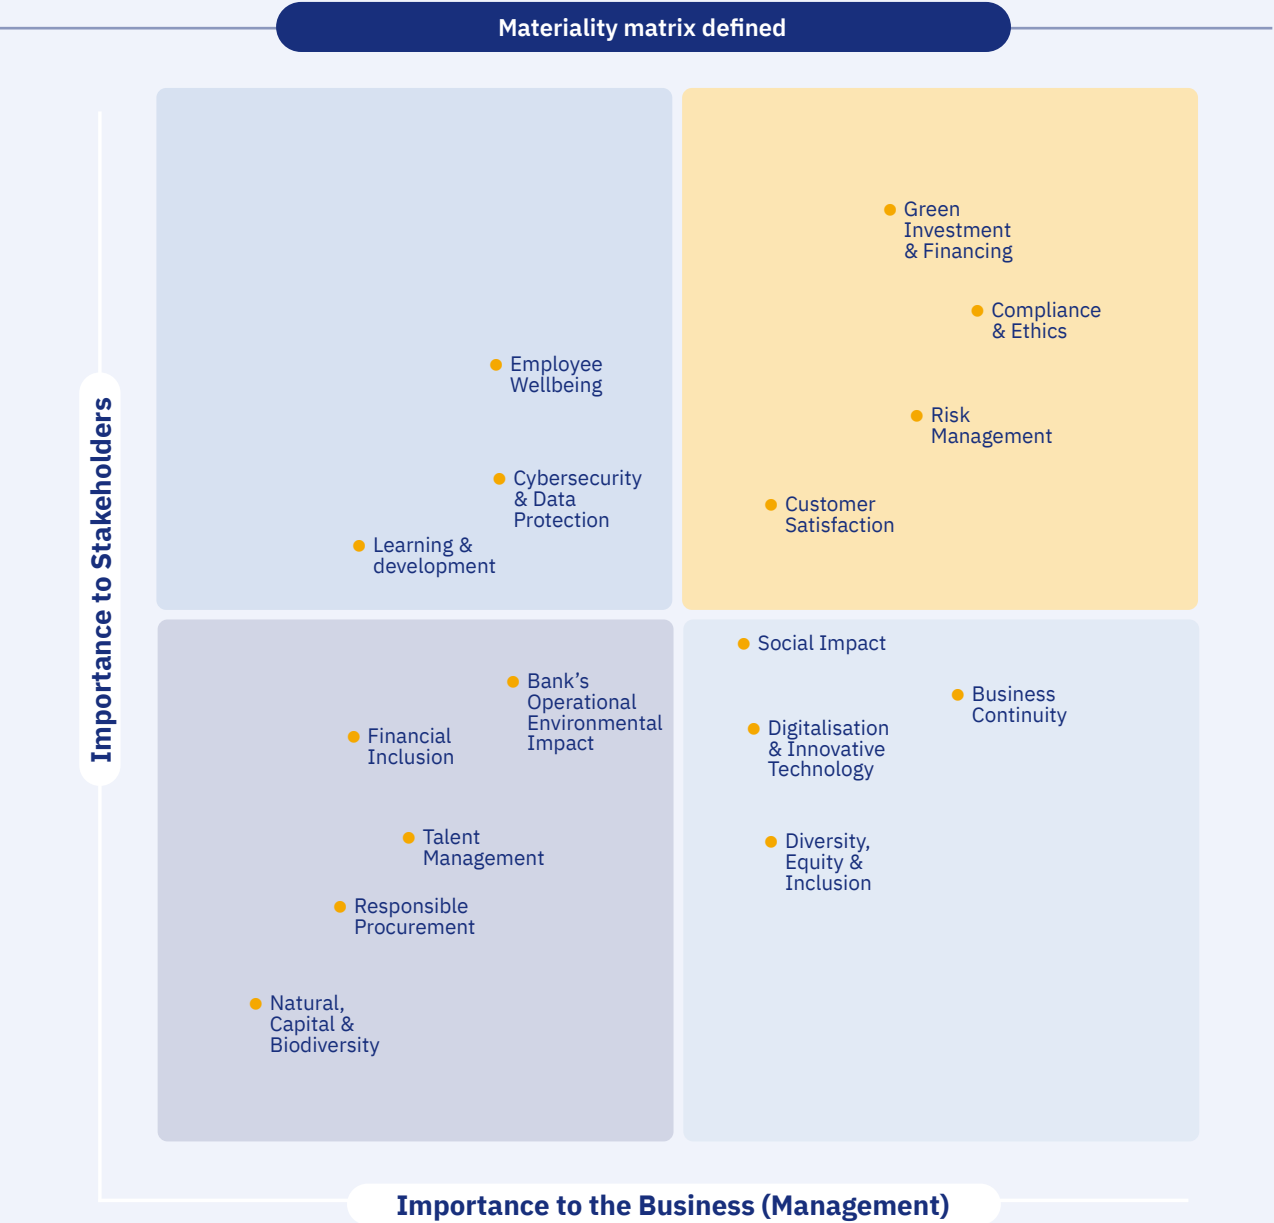 Materiality matrix defined
Importance to Stakeholders
Green
Investment
& Financing
Compliance
& Ethics
Employee
Wellbeing
Risk
Management
Cybersecurity
& Data
Protection
Customer
Satisfaction
Learning &
development
Social Impact
Bank’s
Operational
Environmental
Impact
Business
Continuity
Financial
Inclusion
Digitalisation
& Innovative
Technology
Talent
Management
Diversity,
Equity &
Inclusion
Responsible
Procurement
Natural,
Capital &
Biodiversity
Importance to the Business (Management)